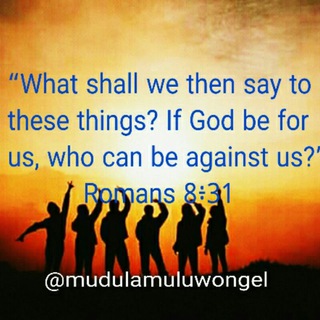 “What shall we then say to
these things? If God be for
us, who can be against us?”
Romans 8:31
@mudulamuluwongel